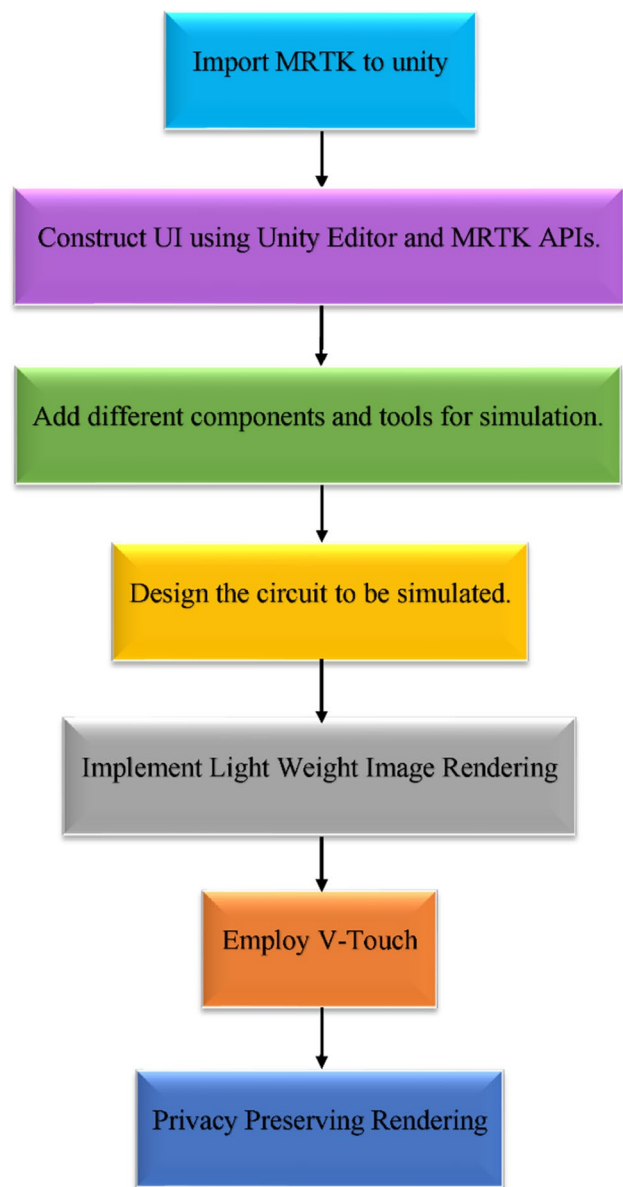 Import MRTK to unity
Construct UI using Unity Editor and MRTK APIs.
Add different components and tools for simulation.
Design the circuit to be simulated.
Implement Light Weight Image Rendering
Employ V-Touch
Privacy Preserving Rendering